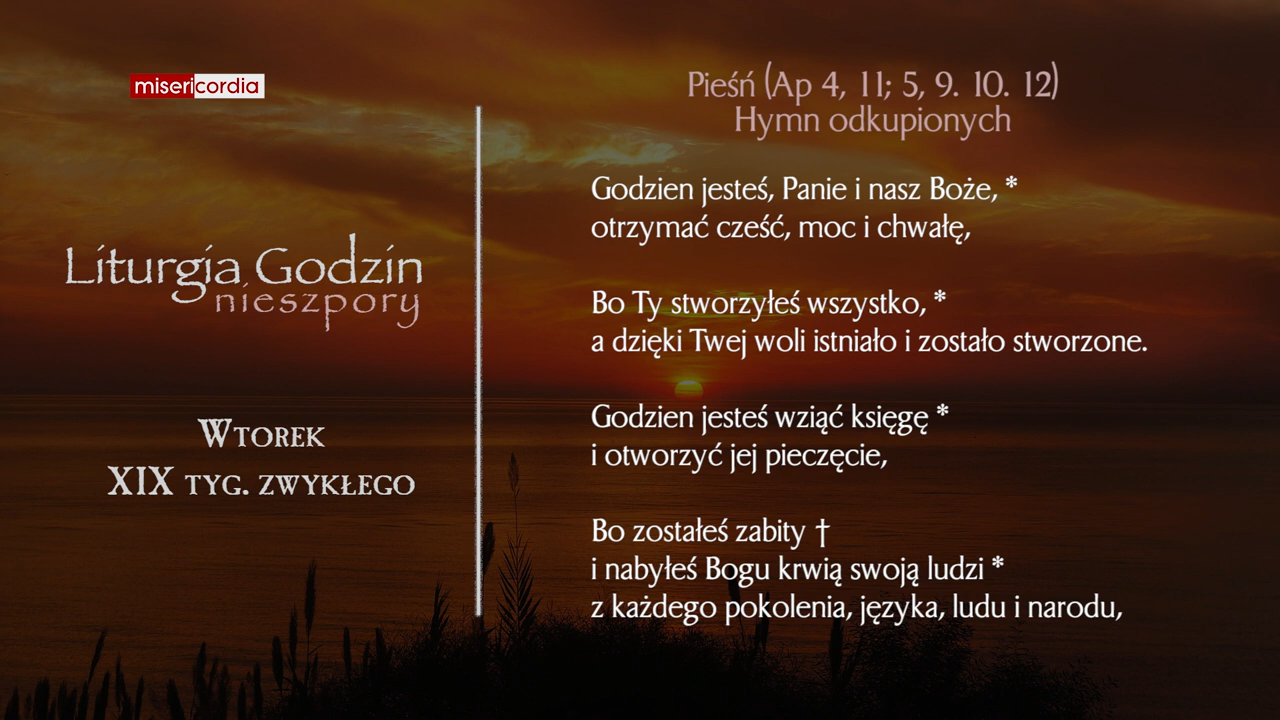 misericordia
Liturgia Godzin
nieszpory
Wtorek
XIX tyg. zwykłego
Pieśń (Ap 4, 11; 5, 9. 10. 12)
Hymn odkupionych
Godzien jesteś, Panie i nasz Boże, *
otrzymać cześć, moc i chwałę,
Bo Ty stworzyłeś wszystko, *
a dzięki Twej woli istniało i zostało stworzone.
Godzien jesteś wziąć księgę *
i otworzyć jej pieczęcie,
Bo zostałeś zabity †
i nabyłeś Bogu krwią swoją ludzi *
z każdego pokolenia, języka, ludu i narodu,